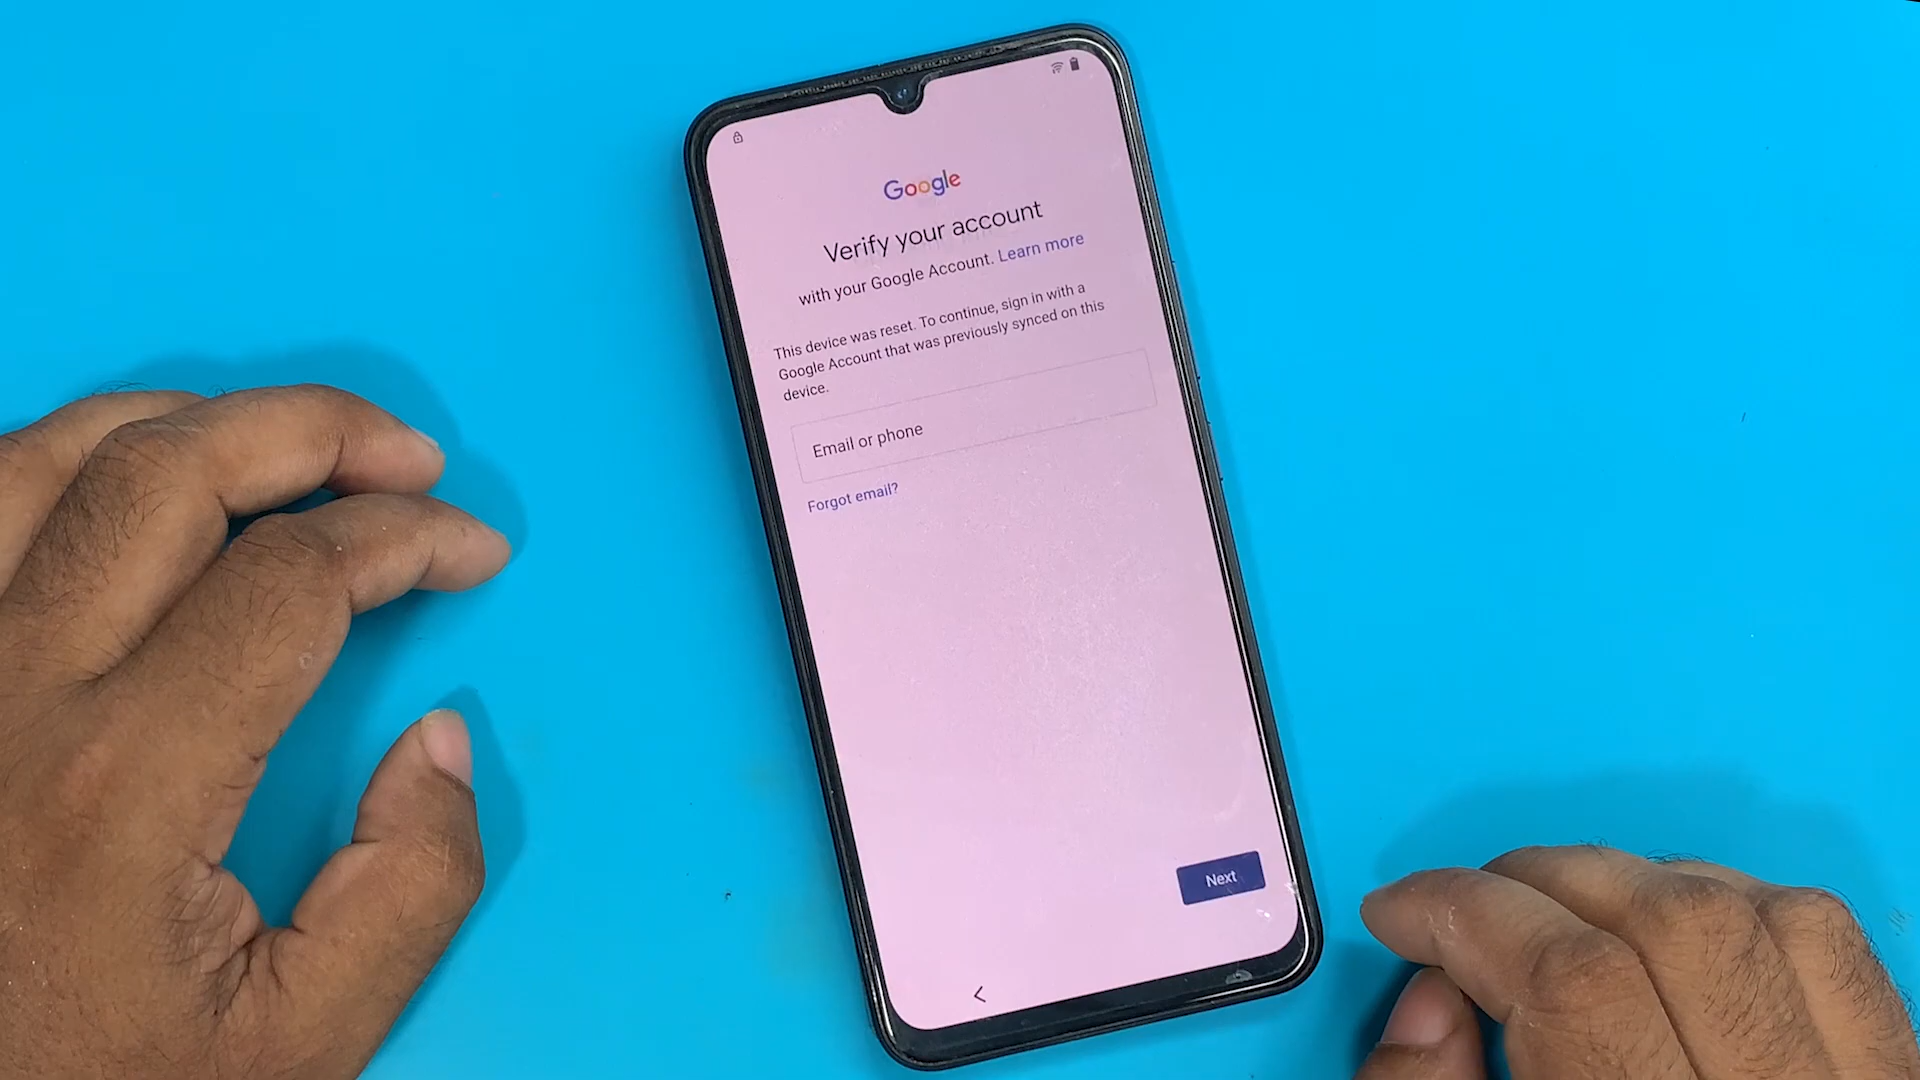 Google
Verify your account
with your Google Account. Learn more
This device was reset. To continue, sign in with a
Google Account that was previously synced on this
device.
Email or phone
Forgot email?
Next